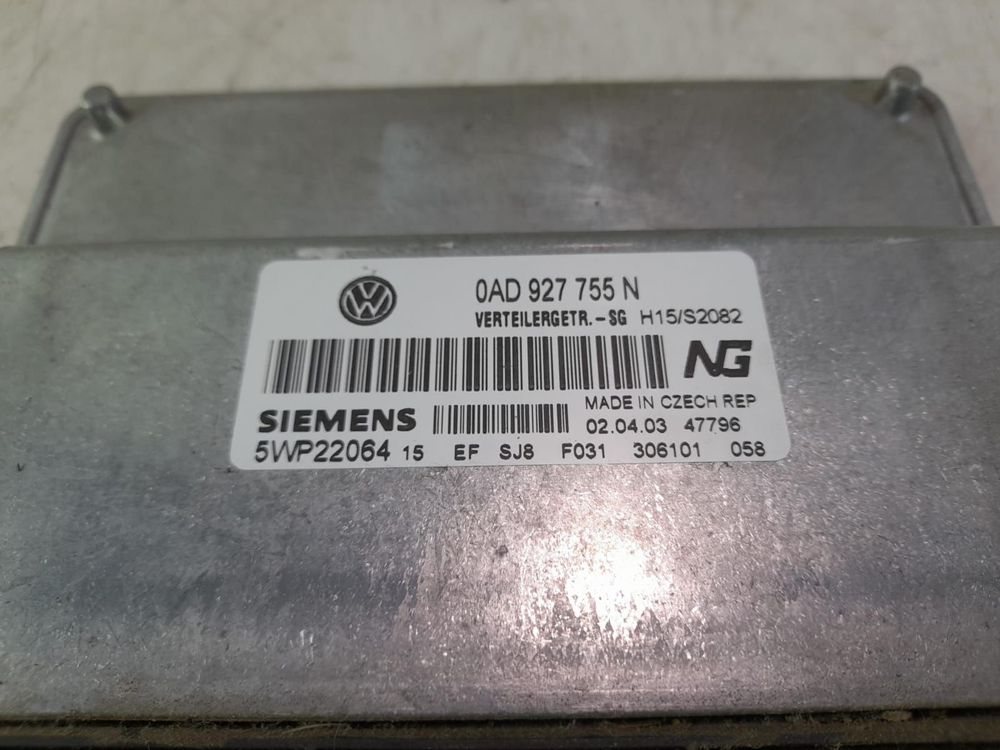 VW 0AD 927 755 N
VERTEILERGETR.-SG H15/S2082
NG
SIEMENS MADE IN CZECH REP
02.04.03 47796
5WP22064 15 EF SJ8 F031 306101 058